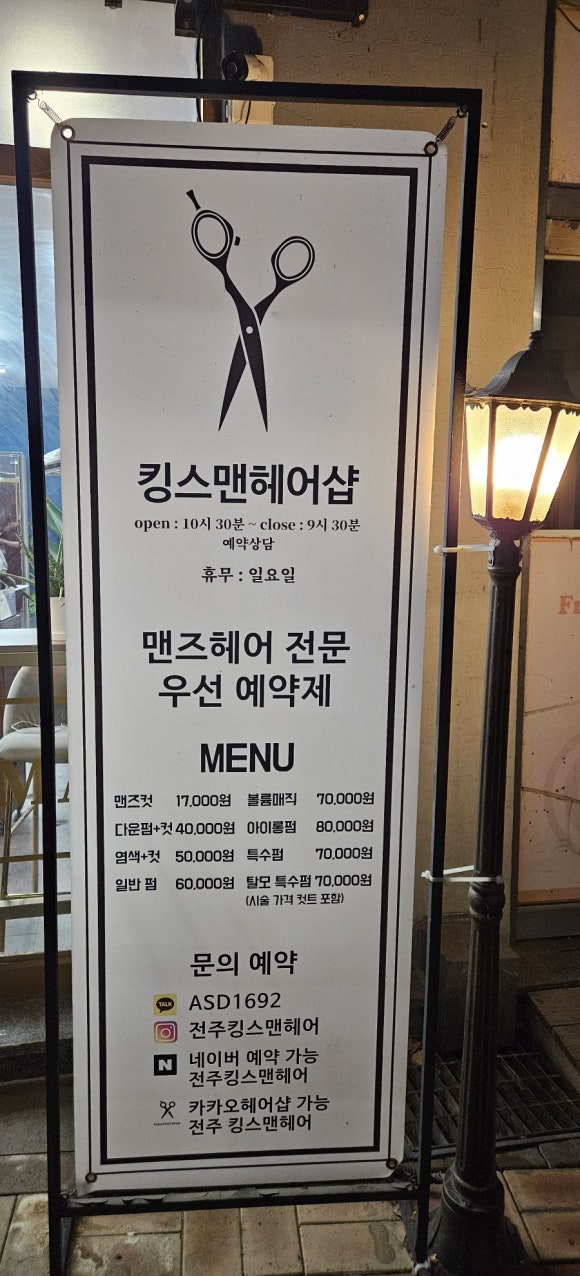 킹스맨헤어샵
open : 10시 30분 ~ close : 9시 30분
예약상담
휴무 : 일요일
맨즈헤어 전문
우선 예약제
MENU
맨즈컷 17,000원 볼륨매직 70,000원
다운펌+컷 40,000원 아이롱펌 80,000원
염색+컷 50,000원 특수펌 70,000원
일반 펌 60,000원 탈모 특수펌 70,000원
(시술 가격 컷트 포함)
문의 예약
TALK ASD1692
전주킹스맨헤어
N 네이버 예약 가능
전주킹스맨헤어
카카오헤어샵 가능
전주 킹스맨헤어